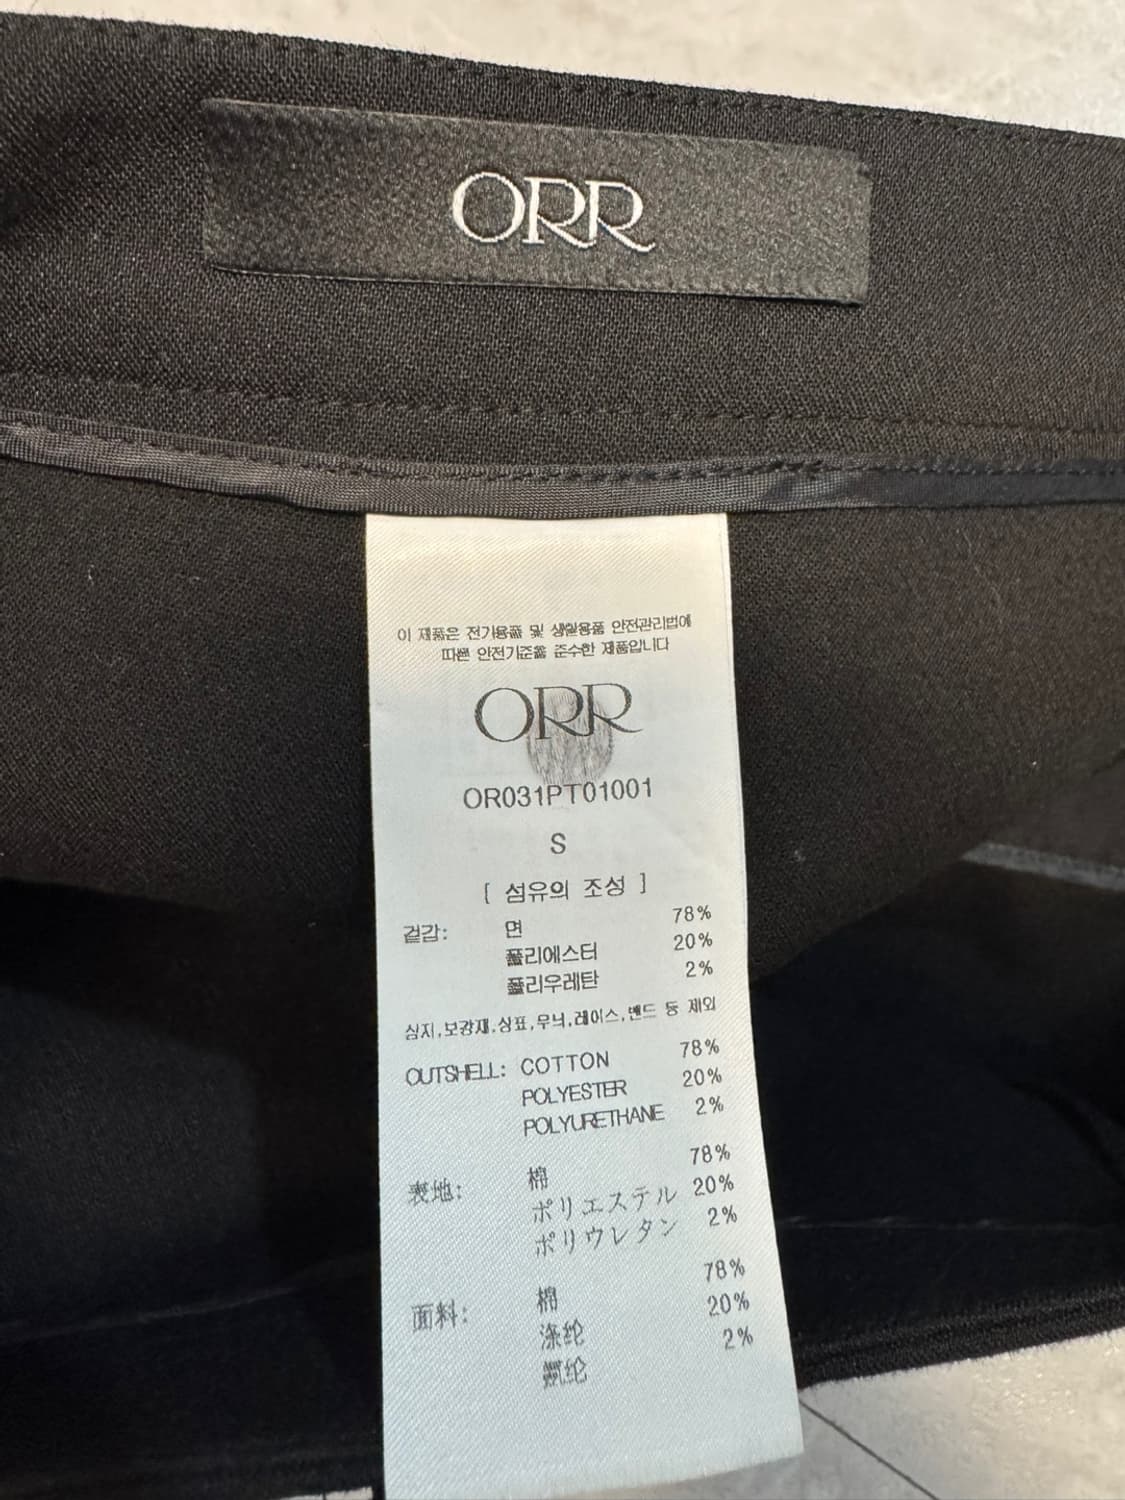 ORR
이 제품은 전기용품 및 생활용품 안전관리법에
따른 안전기준을 준수한 제품입니다
ORR
OR031PT01001
S
[ 섬유의 조성 ]
겉감: 면 78%
폴리에스터 20%
폴리우레탄 2%
심지,보강재,상표,무늬,레이스,밴드 등 제외
OUTSHELL: COTTON 78%
POLYESTER 20%
POLYURETHANE 2%
表地: 棉 78%
ポリエステル 20%
ポリウレタン 2%
面料: 棉 78%
涤纶 20%
氨纶 2%